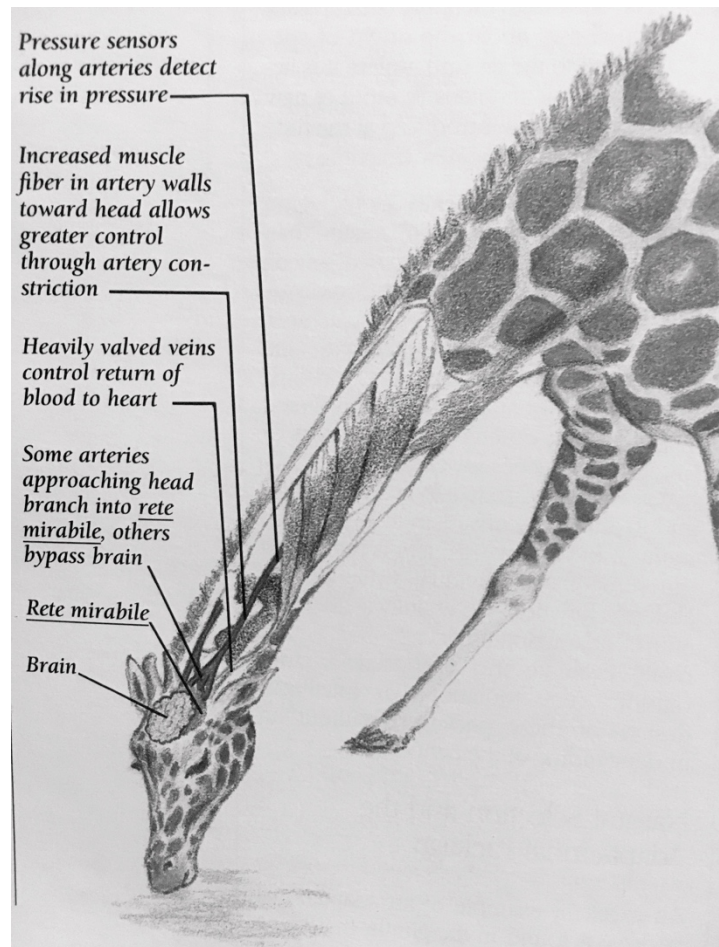 Pressure sensors
along arteries detect
rise in pressure
Increased muscle
fiber in artery walls
toward head allows
greater control
through artery con-
striction
Heavily valved veins
control return of
blood to heart
Some arteries
approaching head
branch into rete
mirabile, others
bypass brain
Rete mirabile
Brain